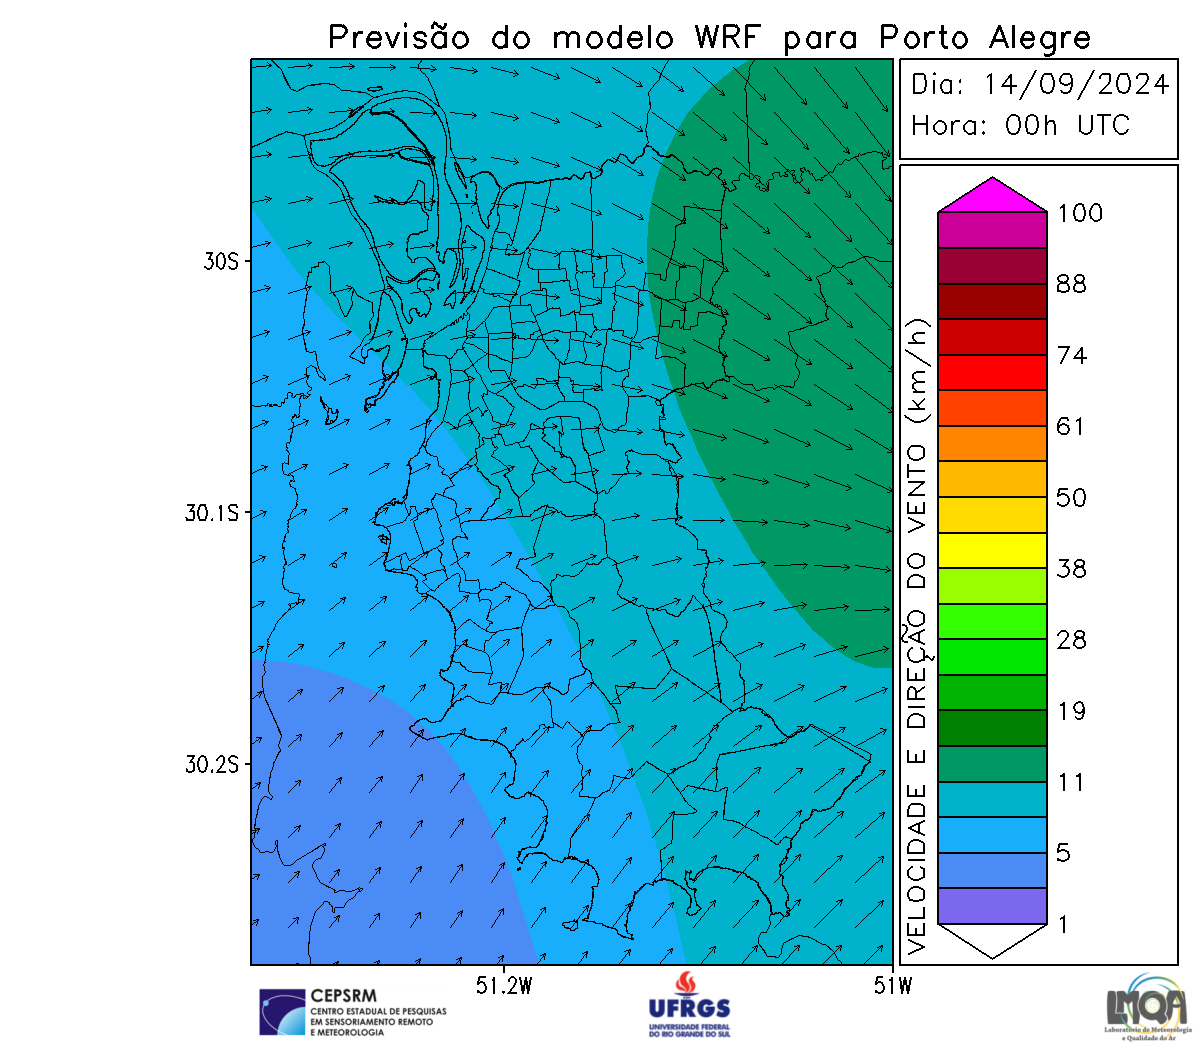 Previsão do modelo WRF para Porto Alegre
Dia: 14/09/2024
Hora: 00h UTC
30S
30.1S
30.2S
51.2W
51W
VELOCIDADE E DIREÇÃO DO VENTO (km/h)
100
88
74
61
50
38
28
19
11
5
1
CEPSRM
CENTRO ESTADUAL DE PESQUISAS
EM SENSORIAMENTO REMOTO
E METEOROLOGIA
UFRGS
UNIVERSIDADE FEDERAL
DO RIO GRANDE DO SUL
LMQA
Laboratório de Meteorologia
e Qualidade do Ar